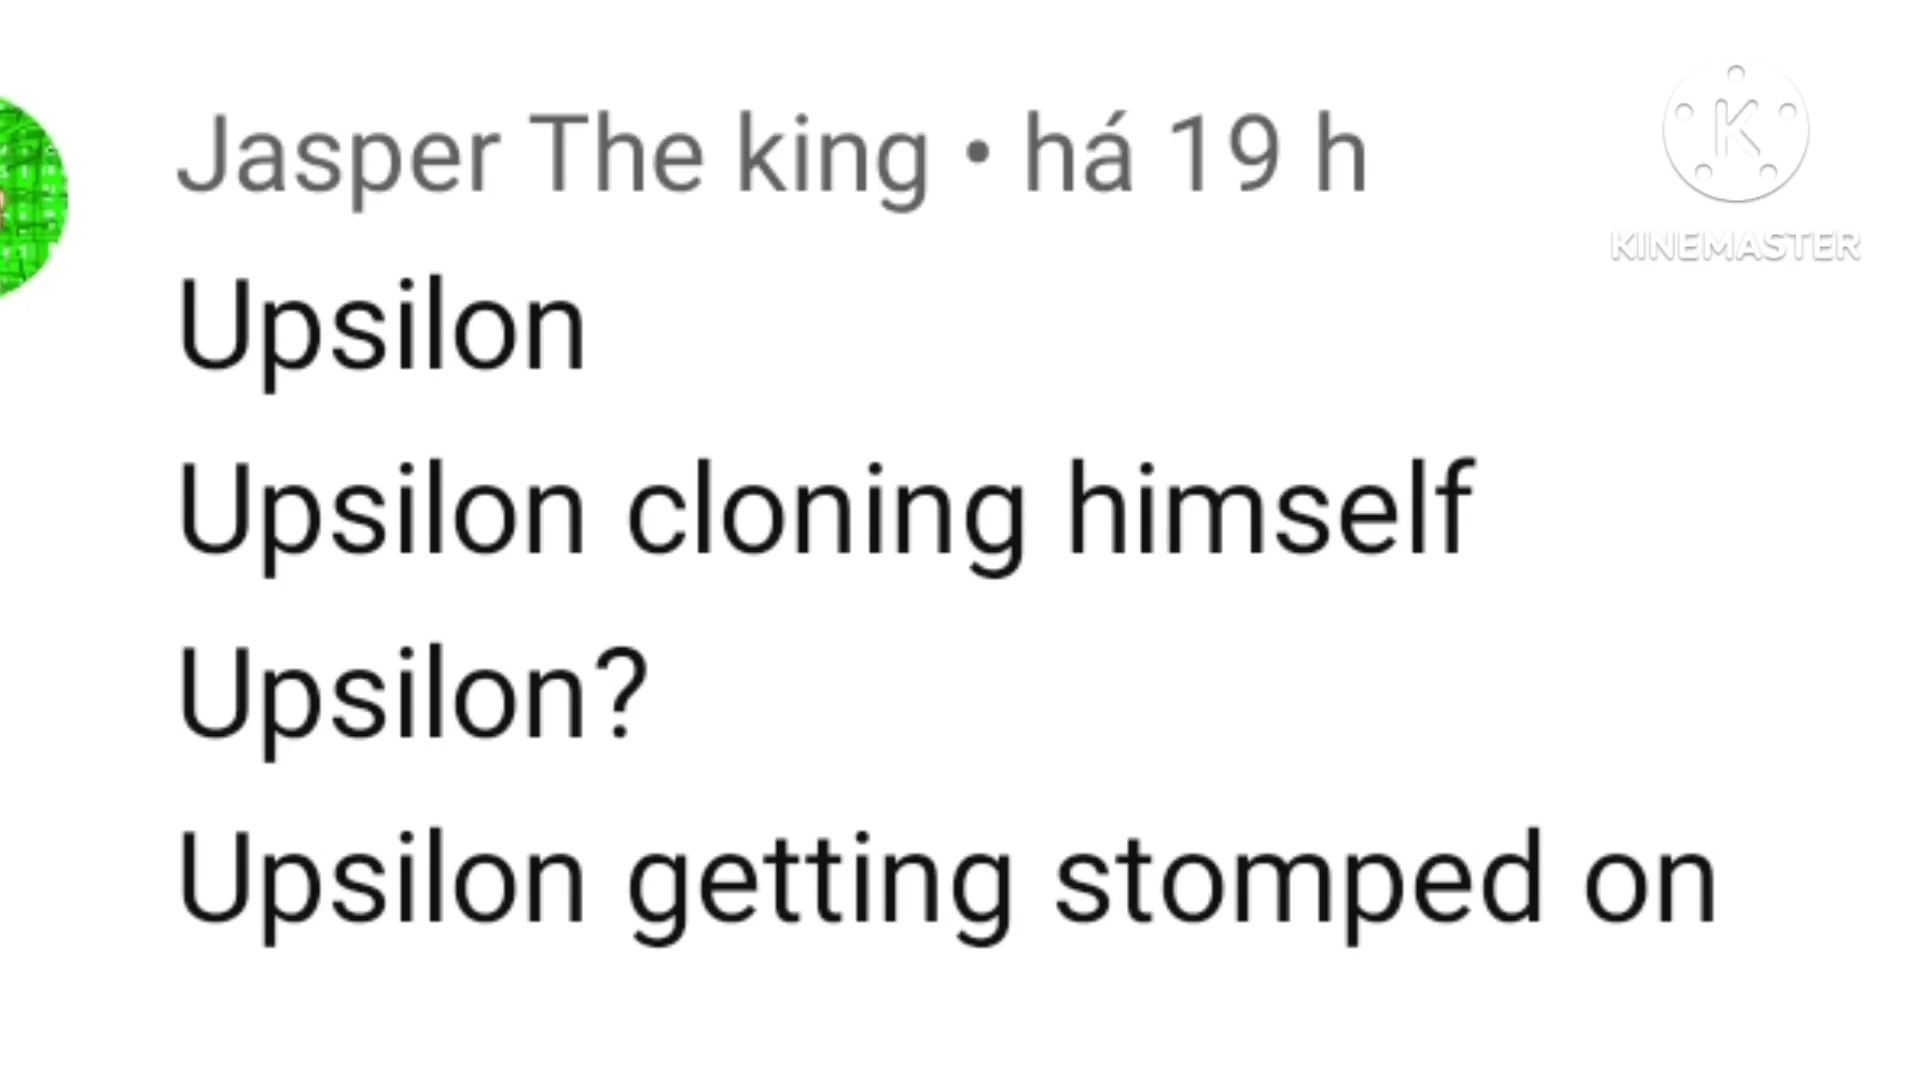 Jasper The king • há 19 h
KINEMASTER
Upsilon
Upsilon cloning himself
Upsilon?
Upsilon getting stomped on